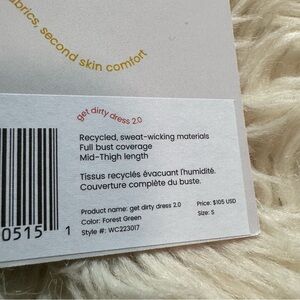 fabrics, second skin comfort
get dirty dress 2.0
Recycled, sweat-wicking materials
Full bust coverage
Mid-Thigh length
Tissus recyclés évacuant l'humidité.
Couverture complète du buste.
Product name: get dirty dress 2.0
Color: Forest Green
Style #: WC223017
Price: $105 USD
Size: S
0515 1